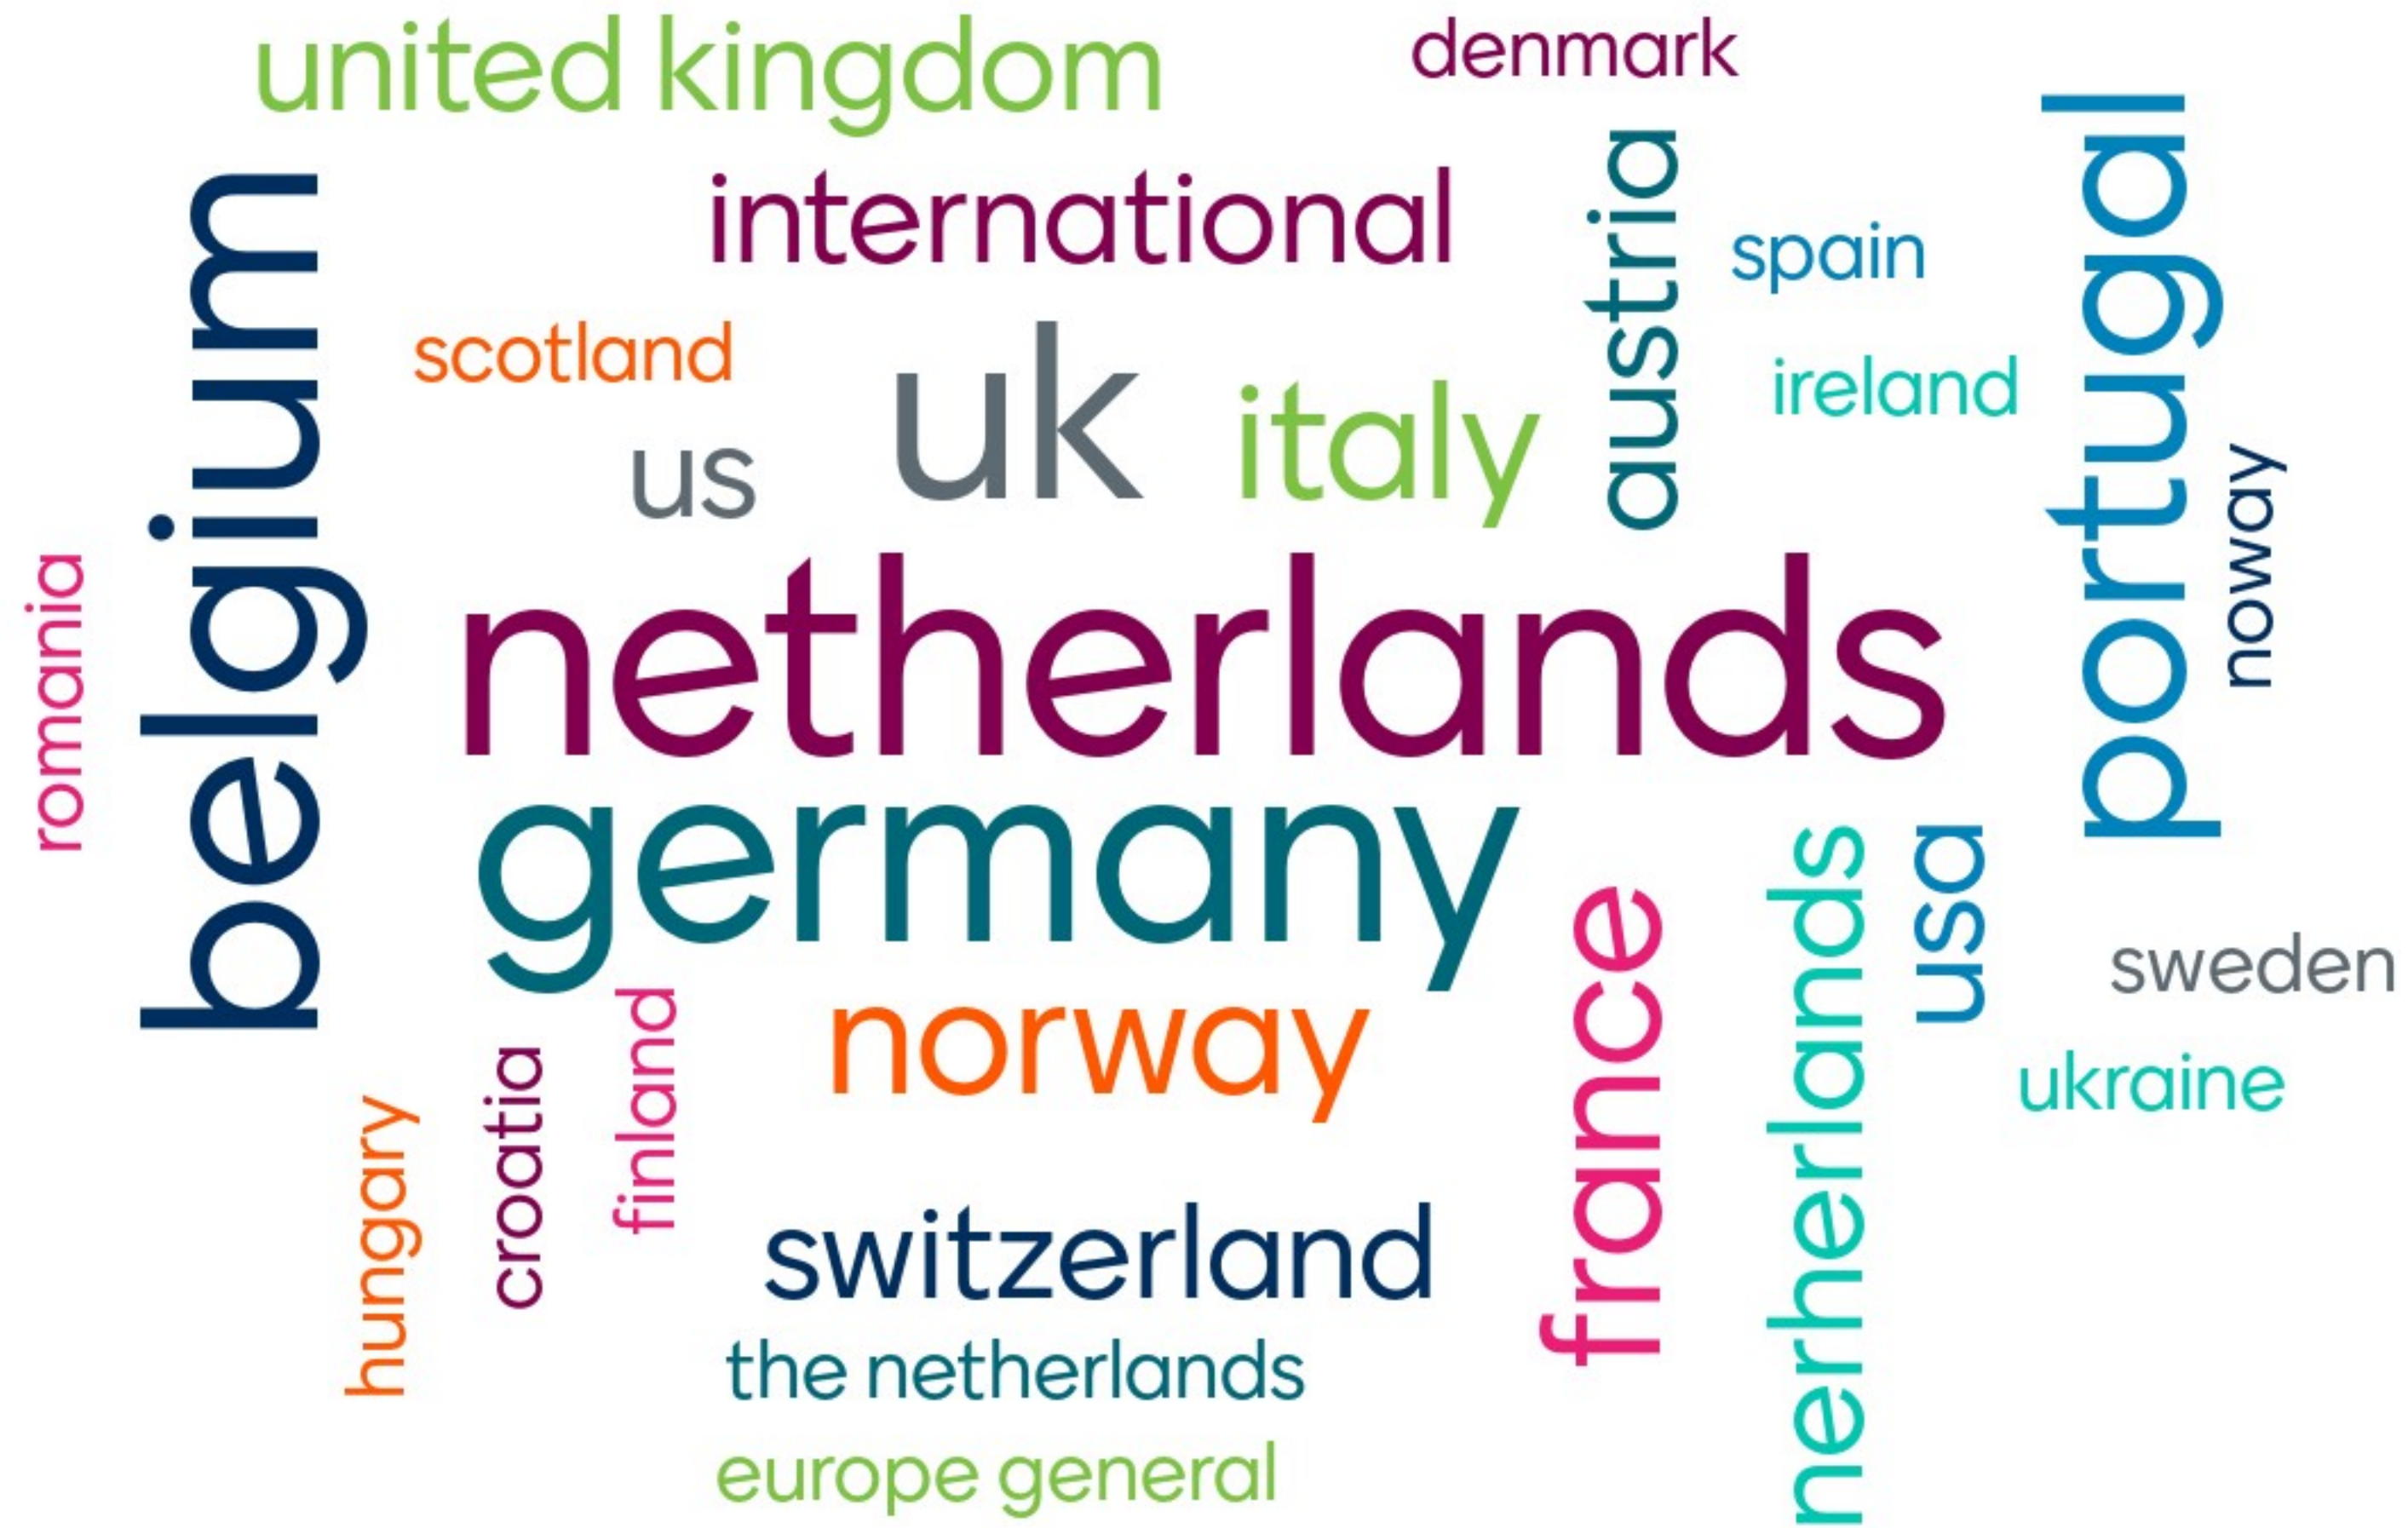 united kingdom
denmark
international
austria
spain
portugal
belgium
scotland
uk
italy
ireland
us
noway
romania
netherlands
germany
france
nerherlands
usa
sweden
norway
finland
croatia
hungary
ukraine
switzerland
the netherlands
europe general